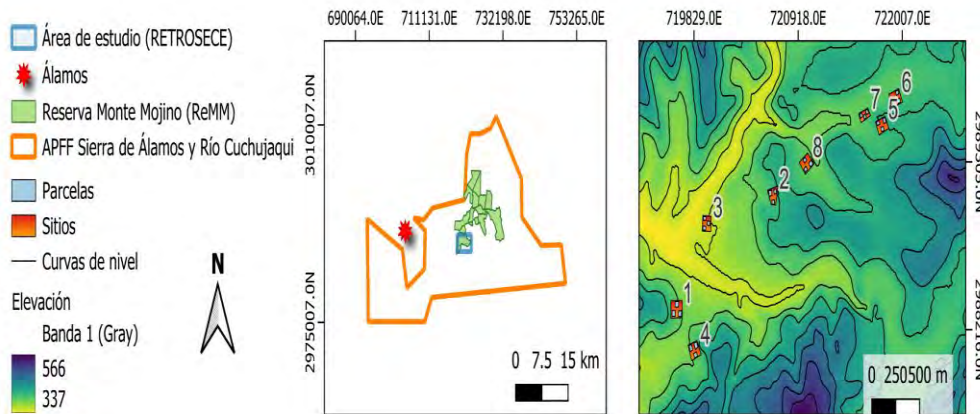 Área de estudio (RETROSECE)
Álamos
Reserva Monte Mojino (ReMM)
APFF Sierra de Álamos y Río Cuchujaqui
Parcelas
Sitios
Curvas de nivel
Elevación
Banda 1 (Gray)
566
337
N
690064.0E 711131.0E 732198.0E 753265.0E
3010007.0N
2975007.0N
0 7.5 15 km
719829.0E 720918.0E 722007.0E
6
7
5
8
2
3
1
4
0 250500 m